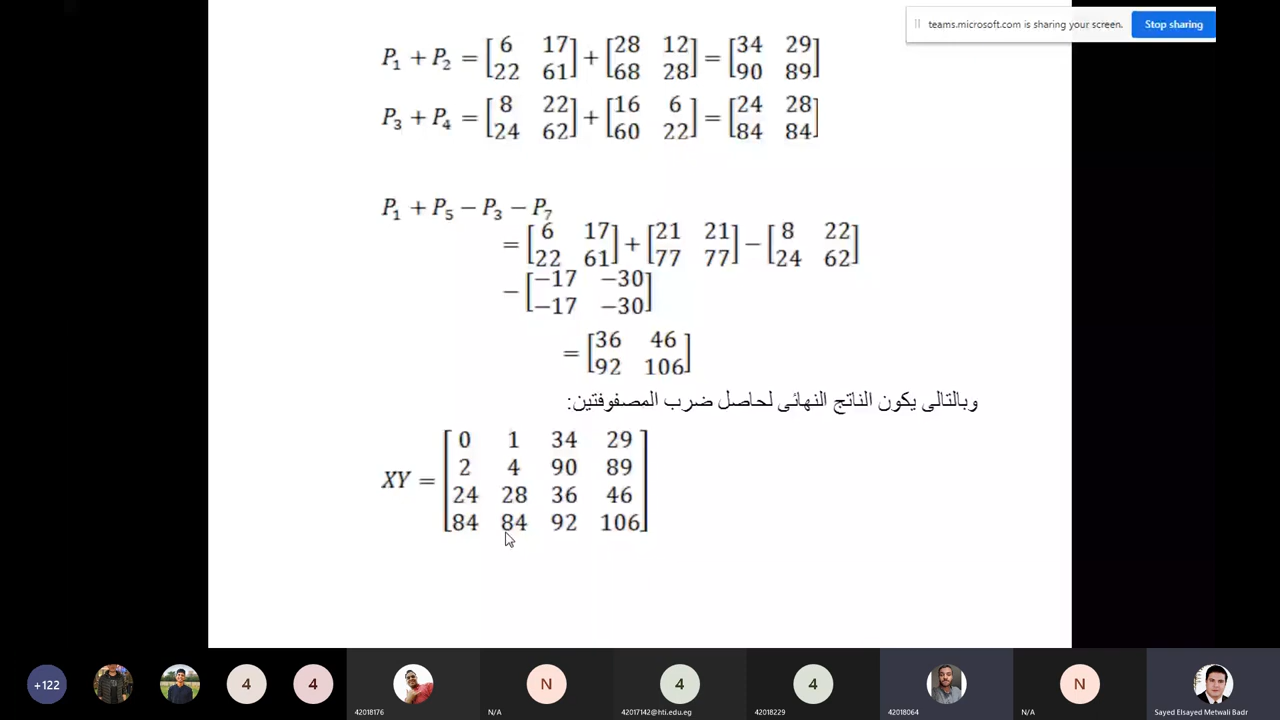 teams.microsoft.com is sharing your screen. Stop sharing
P₁ + P₂ = [6 17; 22 61] + [28 12; 68 28] = [34 29; 90 89]
P₃ + P₄ = [8 22; 24 62] + [16 6; 60 22] = [24 28; 84 84]
P₁ + P₅ − P₃ − P₇
= [6 17; 22 61] + [21 21; 77 77] − [8 22; 24 62]
− [−17 −30; −17 −30]
= [36 46; 92 106]
وبالتالى يكون الناتج النهائى لحاصل ضرب المصفوفتين:
XY = [0 1 34 29; 2 4 90 89; 24 28 36 46; 84 84 92 106]
+122 4 4 N 4 4 N
42018176 N/A 42017142@hti.edu.eg 42018229 42018064 N/A Sayed Elsayed Metwali Badr